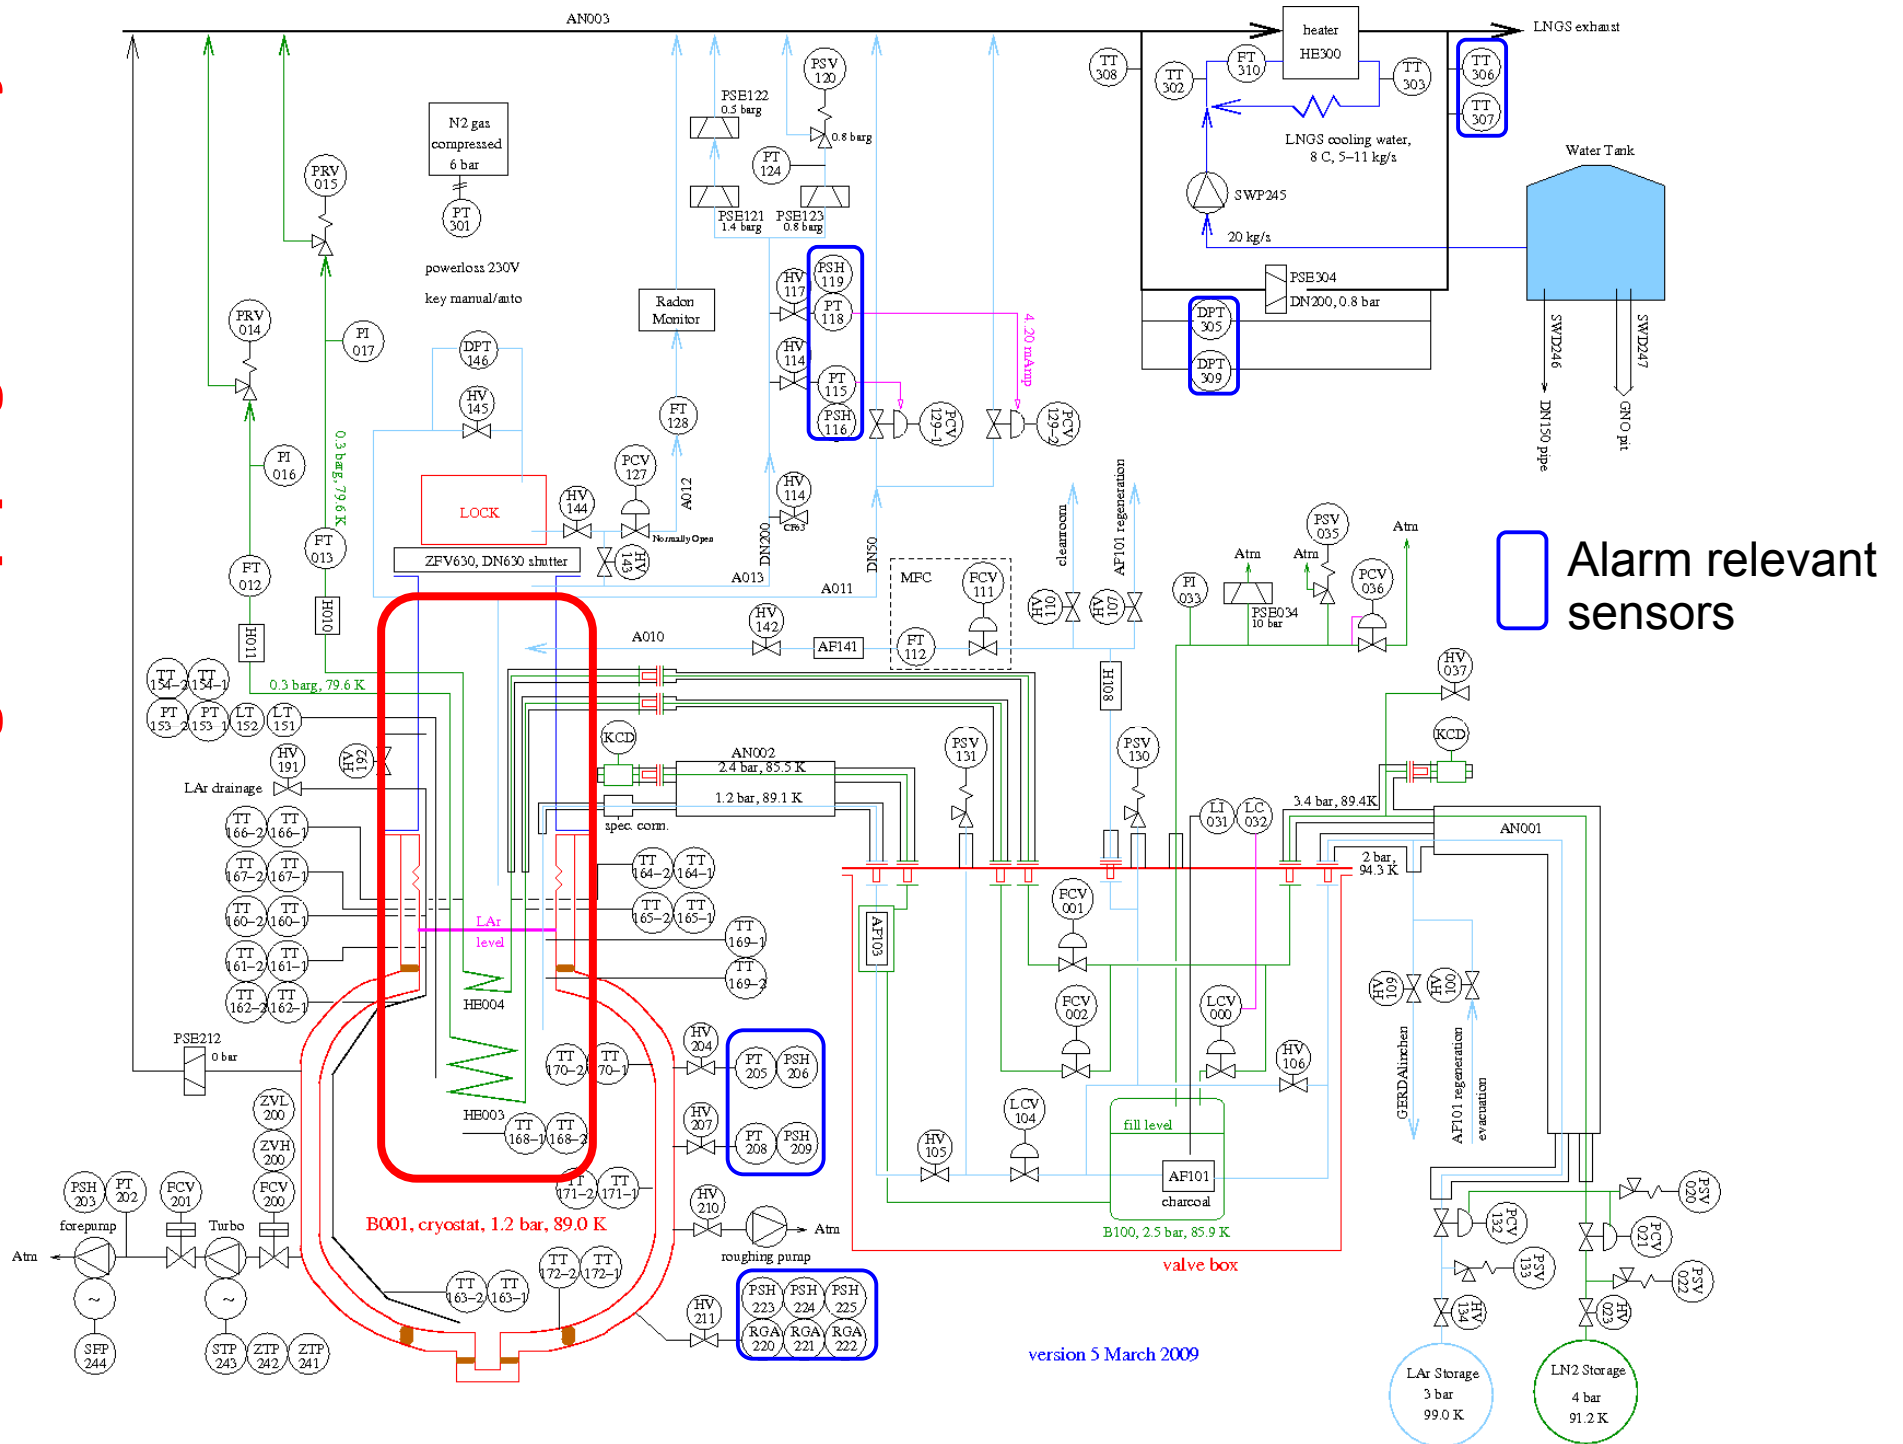 AN003
heater
HE300
LNGS exhaust
TT
308
TT
302
FT
310
TT
303
TT
306
TT
307
LNGS cooling water,
8 C, 5–11 kg/s
SWP245
20 kg/s
Water Tank
PSE304
DN200, 0.8 bar
DPT
305
DPT
309
SWD246
SWD247
DN150 pipe
GNO pit
N2 gas
compressed
6 bar
PT
301
powerloss 230V
key manual/auto
PRV
015
PRV
014
PI
017
PI
016
0.3 barg, 79.6 K
FT
013
FT
012
H010
H011
0.3 barg, 79.6 K
PSE122
0.5 barg
PSV
120
0.8 barg
PT
124
PSE121
1.4 barg
PSE123
0.8 barg
Radon
Monitor
HV
117
PSH
119
PT
118
HV
114
PT
115
PSH
116
4..20 mAmp
PCV
129–1
PCV
129–2
DPT
146
HV
145
FT
128
PCV
127
A012
HV
144
Normally Open
HV
143
HV
114
CF63
DN200
DN50
LOCK
ZFV630, DN630 shutter
A013
A011
A010
HV
142
AF141
MFC
FT
112
FCV
111
cleanroom
AF101 regeneration
HV
110
HV
107
H108
Atm
Atm
Atm
PI
033
PSE034
10 bar
PSV
035
PCV
036
HV
037
Alarm relevant
sensors
TT
154–2
TT
154–1
PT
153–2
PT
153–1
LT
152
LT
151
HV
191
HV
192
LAr drainage
TT
166–2
TT
166–1
TT
167–2
TT
167–1
TT
160–2
TT
160–1
TT
161–2
TT
161–1
TT
162–2
TT
162–1
KCD
AN002
2.4 bar, 85.5 K
1.2 bar, 89.1 K
spec. conn.
TT
164–2
TT
164–1
TT
165–2
TT
165–1
TT
169–1
TT
169–2
LAr
level
HE004
HE003
PSV
131
PSV
130
LI
031
LC
032
3.4 bar, 89.4K
KCD
AN001
2 bar,
94.3 K
AF103
FCV
001
FCV
002
LCV
000
HV
106
LCV
104
HV
105
fill level
AF101
charcoal
B100, 2.5 bar, 85.9 K
valve box
HV
109
HV
100
GERDAlinchen
AF101 regeneration
evacuation
PSE212
0 bar
ZVL
200
ZVH
200
FCV
200
FCV
201
PSH
203
PT
202
forepump
Turbo
Atm
~
~
SFP
244
STP
243
ZTP
242
ZTP
241
TT
170–2
TT
170–1
TT
168–1
TT
168–2
TT
171–2
TT
171–1
B001, cryostat, 1.2 bar, 89.0 K
TT
172–2
TT
172–1
TT
163–2
TT
163–1
HV
204
PT
205
PSH
206
HV
207
PT
208
PSH
209
HV
210
Atm
roughing pump
HV
211
PSH
223
PSH
224
PSH
225
RGA
220
RGA
221
RGA
222
version 5 March 2009
PSV
020
PCV
132
PCV
021
PSV
133
PSV
022
HV
134
HV
023
LAr Storage
3 bar
99.0 K
LN2 Storage
4 bar
91.2 K